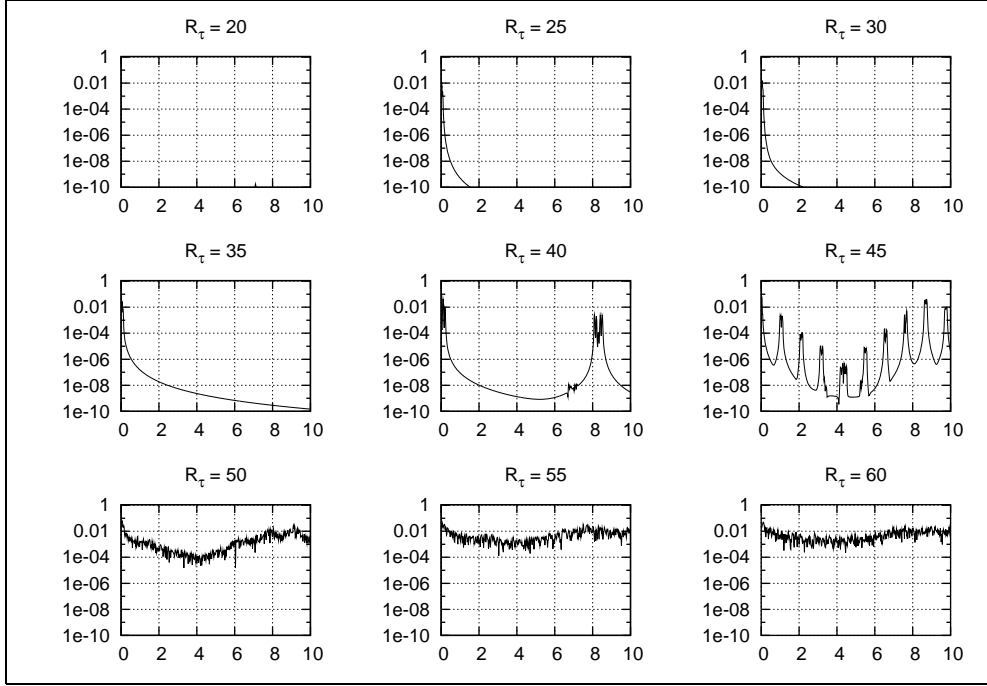 R_τ = 20
R_τ = 25
R_τ = 30
1
0.01
1e-04
1e-06
1e-08
1e-10
0 2 4 6 8 10
1
0.01
1e-04
1e-06
1e-08
1e-10
0 2 4 6 8 10
1
0.01
1e-04
1e-06
1e-08
1e-10
0 2 4 6 8 10
R_τ = 35
R_τ = 40
R_τ = 45
1
0.01
1e-04
1e-06
1e-08
1e-10
0 2 4 6 8 10
1
0.01
1e-04
1e-06
1e-08
1e-10
0 2 4 6 8 10
1
0.01
1e-04
1e-06
1e-08
1e-10
0 2 4 6 8 10
R_τ = 50
R_τ = 55
R_τ = 60
1
0.01
1e-04
1e-06
1e-08
1e-10
0 2 4 6 8 10
1
0.01
1e-04
1e-06
1e-08
1e-10
0 2 4 6 8 10
1
0.01
1e-04
1e-06
1e-08
1e-10
0 2 4 6 8 10